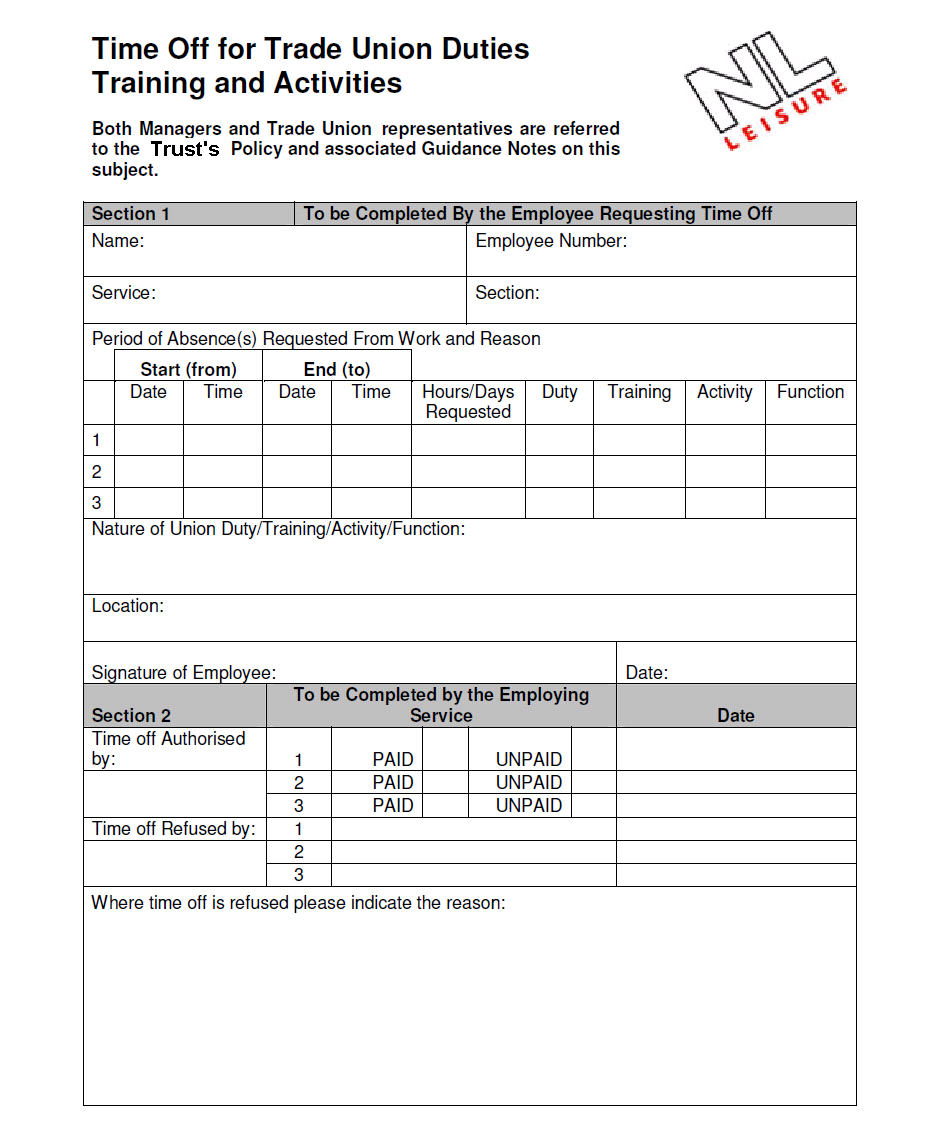 Time Off for Trade Union Duties
Training and Activities
NL
LEISURE
Both Managers and Trade Union representatives are referred
to the Trust's Policy and associated Guidance Notes on this
subject.
Section 1 To be Completed By the Employee Requesting Time Off
Name: Employee Number:
Service: Section:
Period of Absence(s) Requested From Work and Reason
Start (from) End (to)
Date Time Date Time Hours/Days Duty Training Activity Function
Requested
1
2
3
Nature of Union Duty/Training/Activity/Function:
Location:
Signature of Employee: Date:
To be Completed by the Employing
Section 2 Service Date
Time off Authorised
by: 1 PAID UNPAID
2 PAID UNPAID
3 PAID UNPAID
Time off Refused by: 1
2
3
Where time off is refused please indicate the reason: